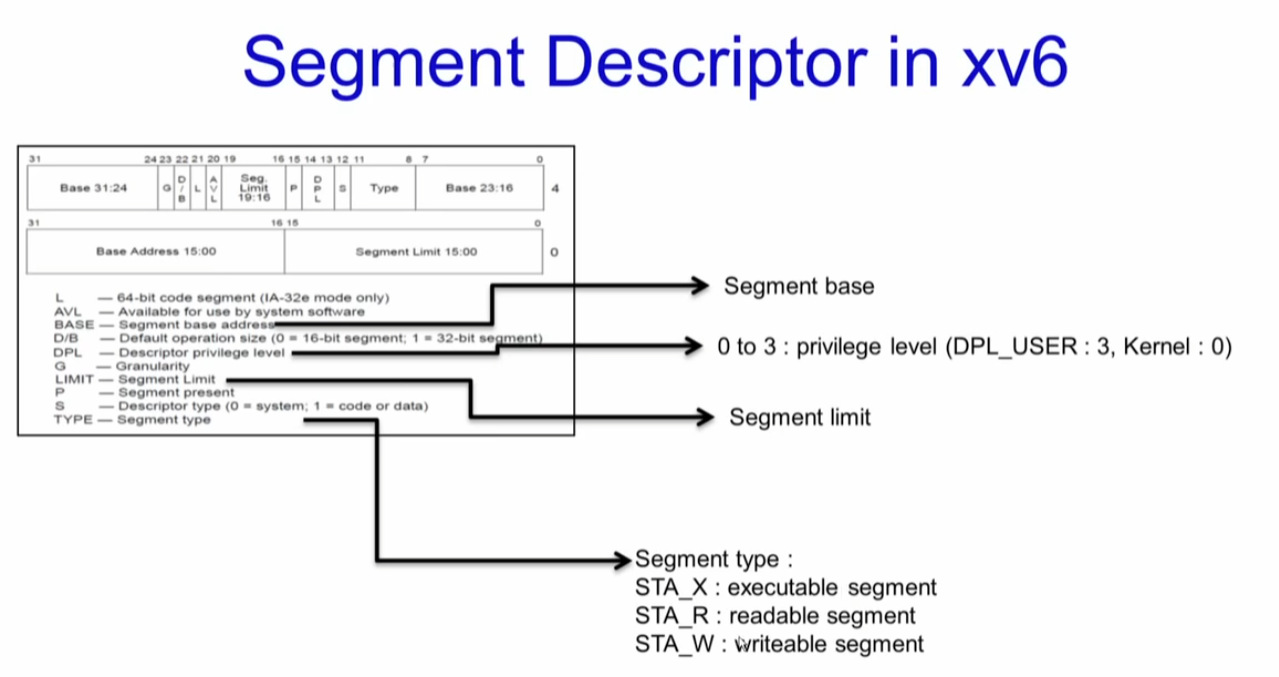 Segment Descriptor in xv6
31 24 23 22 21 20 19 16 15 14 13 12 11 8 7 0
Base 31:24 G D/B L AVL Seg. Limit 19:16 P DPL S Type Base 23:16 4
31 16 15 0
Base Address 15:00 Segment Limit 15:00 0
L — 64-bit code segment (IA-32e mode only)
AVL — Available for use by system software
BASE — Segment base address
D/B — Default operation size (0 = 16-bit segment; 1 = 32-bit segment)
DPL — Descriptor privilege level
G — Granularity
LIMIT — Segment Limit
P — Segment present
S — Descriptor type (0 = system; 1 = code or data)
TYPE — Segment type
Segment base
0 to 3 : privilege level (DPL_USER : 3, Kernel : 0)
Segment limit
Segment type :
STA_X : executable segment
STA_R : readable segment
STA_W : writeable segment